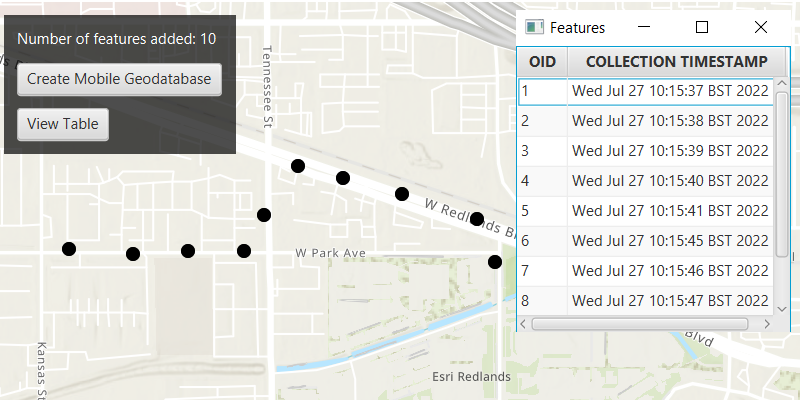 Number of features added: 10
Create Mobile Geodatabase
View Table
Tennessee St
W Park Ave
W Redlands Bl
Kansas St
Esri Redlands
Blvd
Features
OID COLLECTION TIMESTAMP
1 Wed Jul 27 10:15:37 BST 2022
2 Wed Jul 27 10:15:38 BST 2022
3 Wed Jul 27 10:15:39 BST 2022
4 Wed Jul 27 10:15:40 BST 2022
5 Wed Jul 27 10:15:41 BST 2022
6 Wed Jul 27 10:15:45 BST 2022
7 Wed Jul 27 10:15:46 BST 2022
8 Wed Jul 27 10:15:47 BST 2022